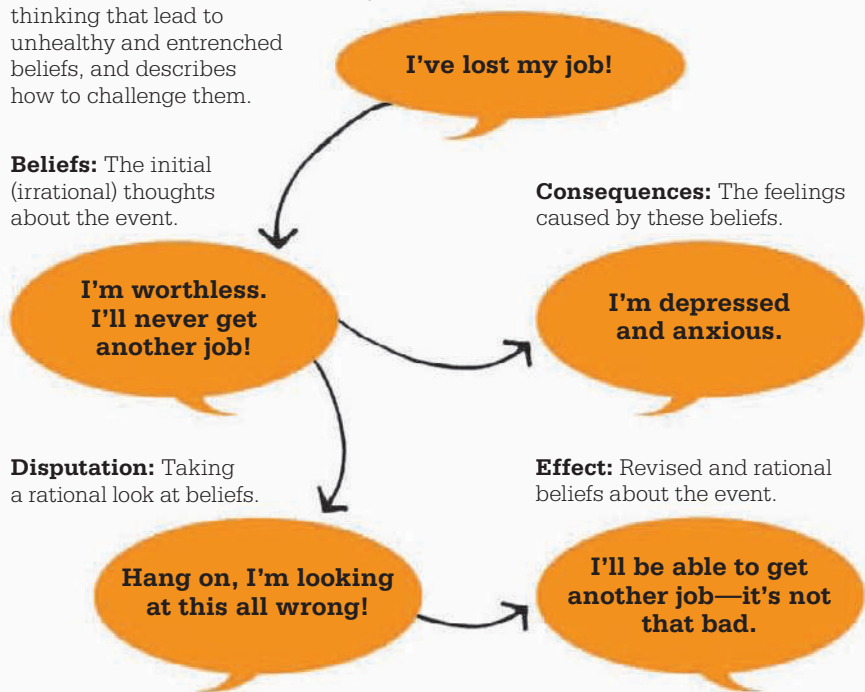 thinking that lead to
unhealthy and entrenched
beliefs, and describes
how to challenge them.
I've lost my job!
Beliefs: The initial
(irrational) thoughts
about the event.
I'm worthless.
I'll never get
another job!
Consequences: The feelings
caused by these beliefs.
I'm depressed
and anxious.
Disputation: Taking
a rational look at beliefs.
Hang on, I'm looking
at this all wrong!
Effect: Revised and rational
beliefs about the event.
I'll be able to get
another job—it's not
that bad.